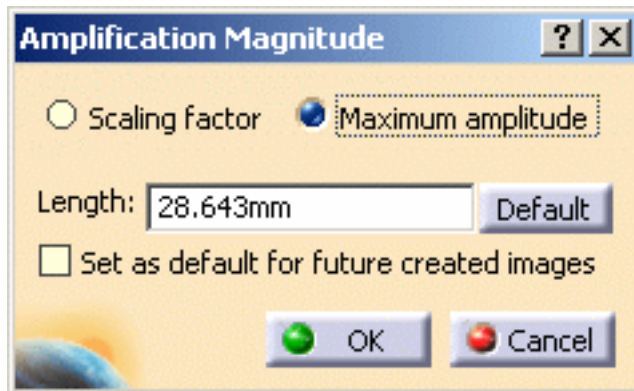 Amplification Magnitude ? X
Scaling factor Maximum amplitude
Length: 28.643mm Default
Set as default for future created images
OK Cancel